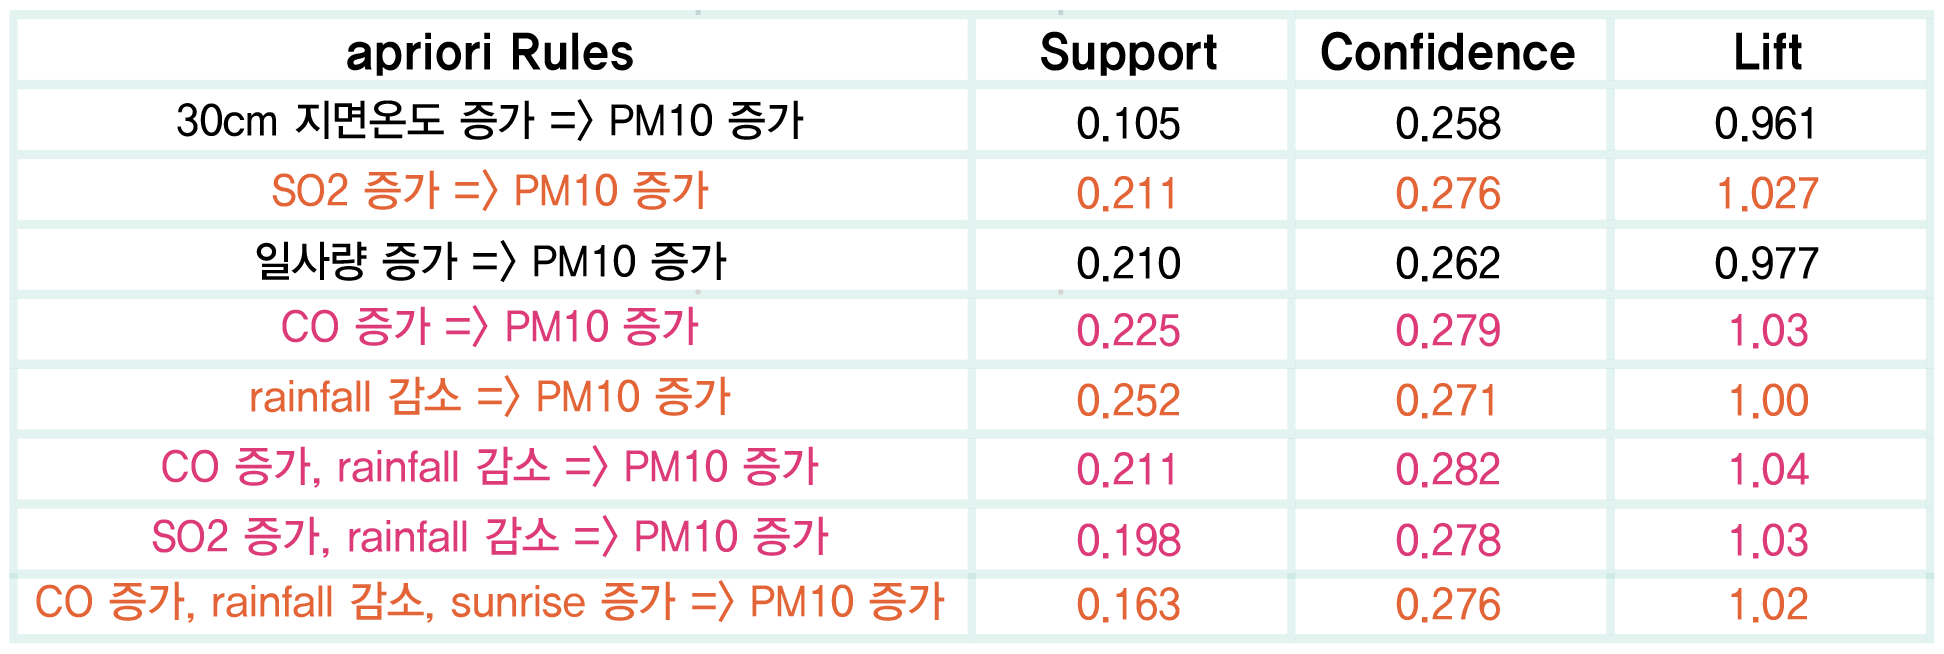 apriori Rules Support Confidence Lift
30cm 지면온도 증가 => PM10 증가 0.105 0.258 0.961
SO2 증가 => PM10 증가 0.211 0.276 1.027
일사량 증가 => PM10 증가 0.210 0.262 0.977
CO 증가 => PM10 증가 0.225 0.279 1.03
rainfall 감소 => PM10 증가 0.252 0.271 1.00
CO 증가, rainfall 감소 => PM10 증가 0.211 0.282 1.04
SO2 증가, rainfall 감소 => PM10 증가 0.198 0.278 1.03
CO 증가, rainfall 감소, sunrise 증가 => PM10 증가 0.163 0.276 1.02